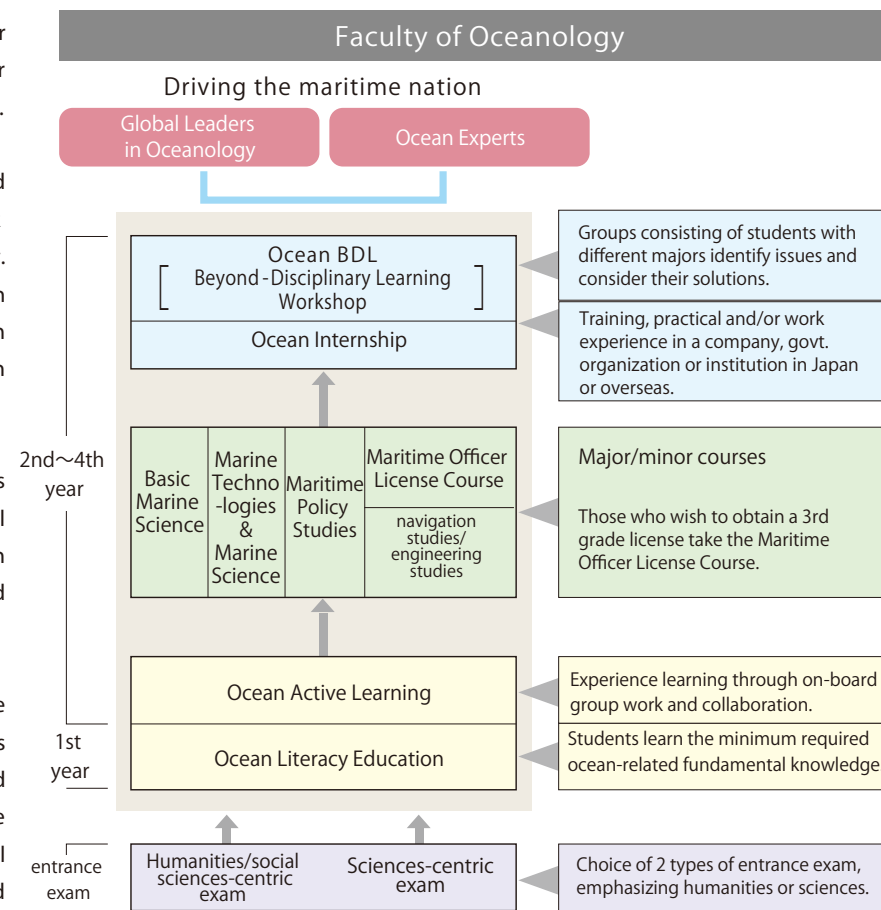 Faculty of Oceanology
Driving the maritime nation
Global Leaders
in Oceanology
Ocean Experts
Ocean BDL
[ Beyond-Disciplinary Learning
Workshop ]
Ocean Internship
Groups consisting of students with
different majors identify issues and
consider their solutions.
Training, practical and/or work
experience in a company, govt.
organization or institution in Japan
or overseas.
2nd～4th
year
Basic
Marine
Science
Marine
Techno
-logies
&
Marine
Science
Maritime
Policy
Studies
Maritime Officer
License Course
navigation
studies/
engineering
studies
Major/minor courses
Those who wish to obtain a 3rd
grade license take the Maritime
Officer License Course.
Ocean Active Learning
Experience learning through on-board
group work and collaboration.
1st
year
Ocean Literacy Education
Students learn the minimum required
ocean-related fundamental knowledge
entrance
exam
Humanities/social
sciences-centric
exam
Sciences-centric
exam
Choice of 2 types of entrance exam,
emphasizing humanities or sciences.